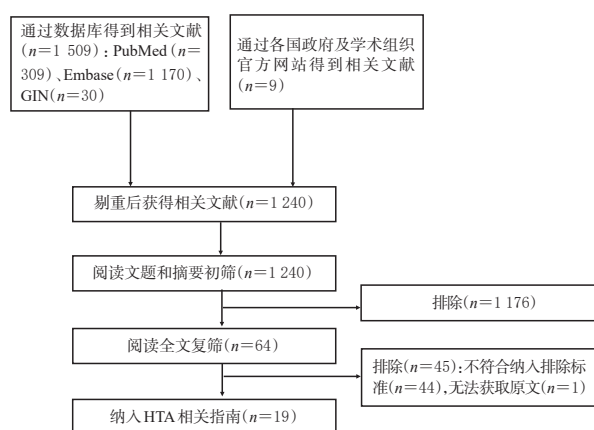 通过数据库得到相关文献
(n=1 509)：PubMed(n=
309)、Embase(n=1 170)、
GIN(n=30)
通过各国政府及学术组织
官方网站得到相关文献
(n=9)
剔重后获得相关文献(n=1 240)
阅读文题和摘要初筛(n=1 240)
排除(n=1 176)
阅读全文复筛(n=64)
排除(n=45)：不符合纳入排除标
准(n=44),无法获取原文(n=1)
纳入HTA相关指南(n=19)